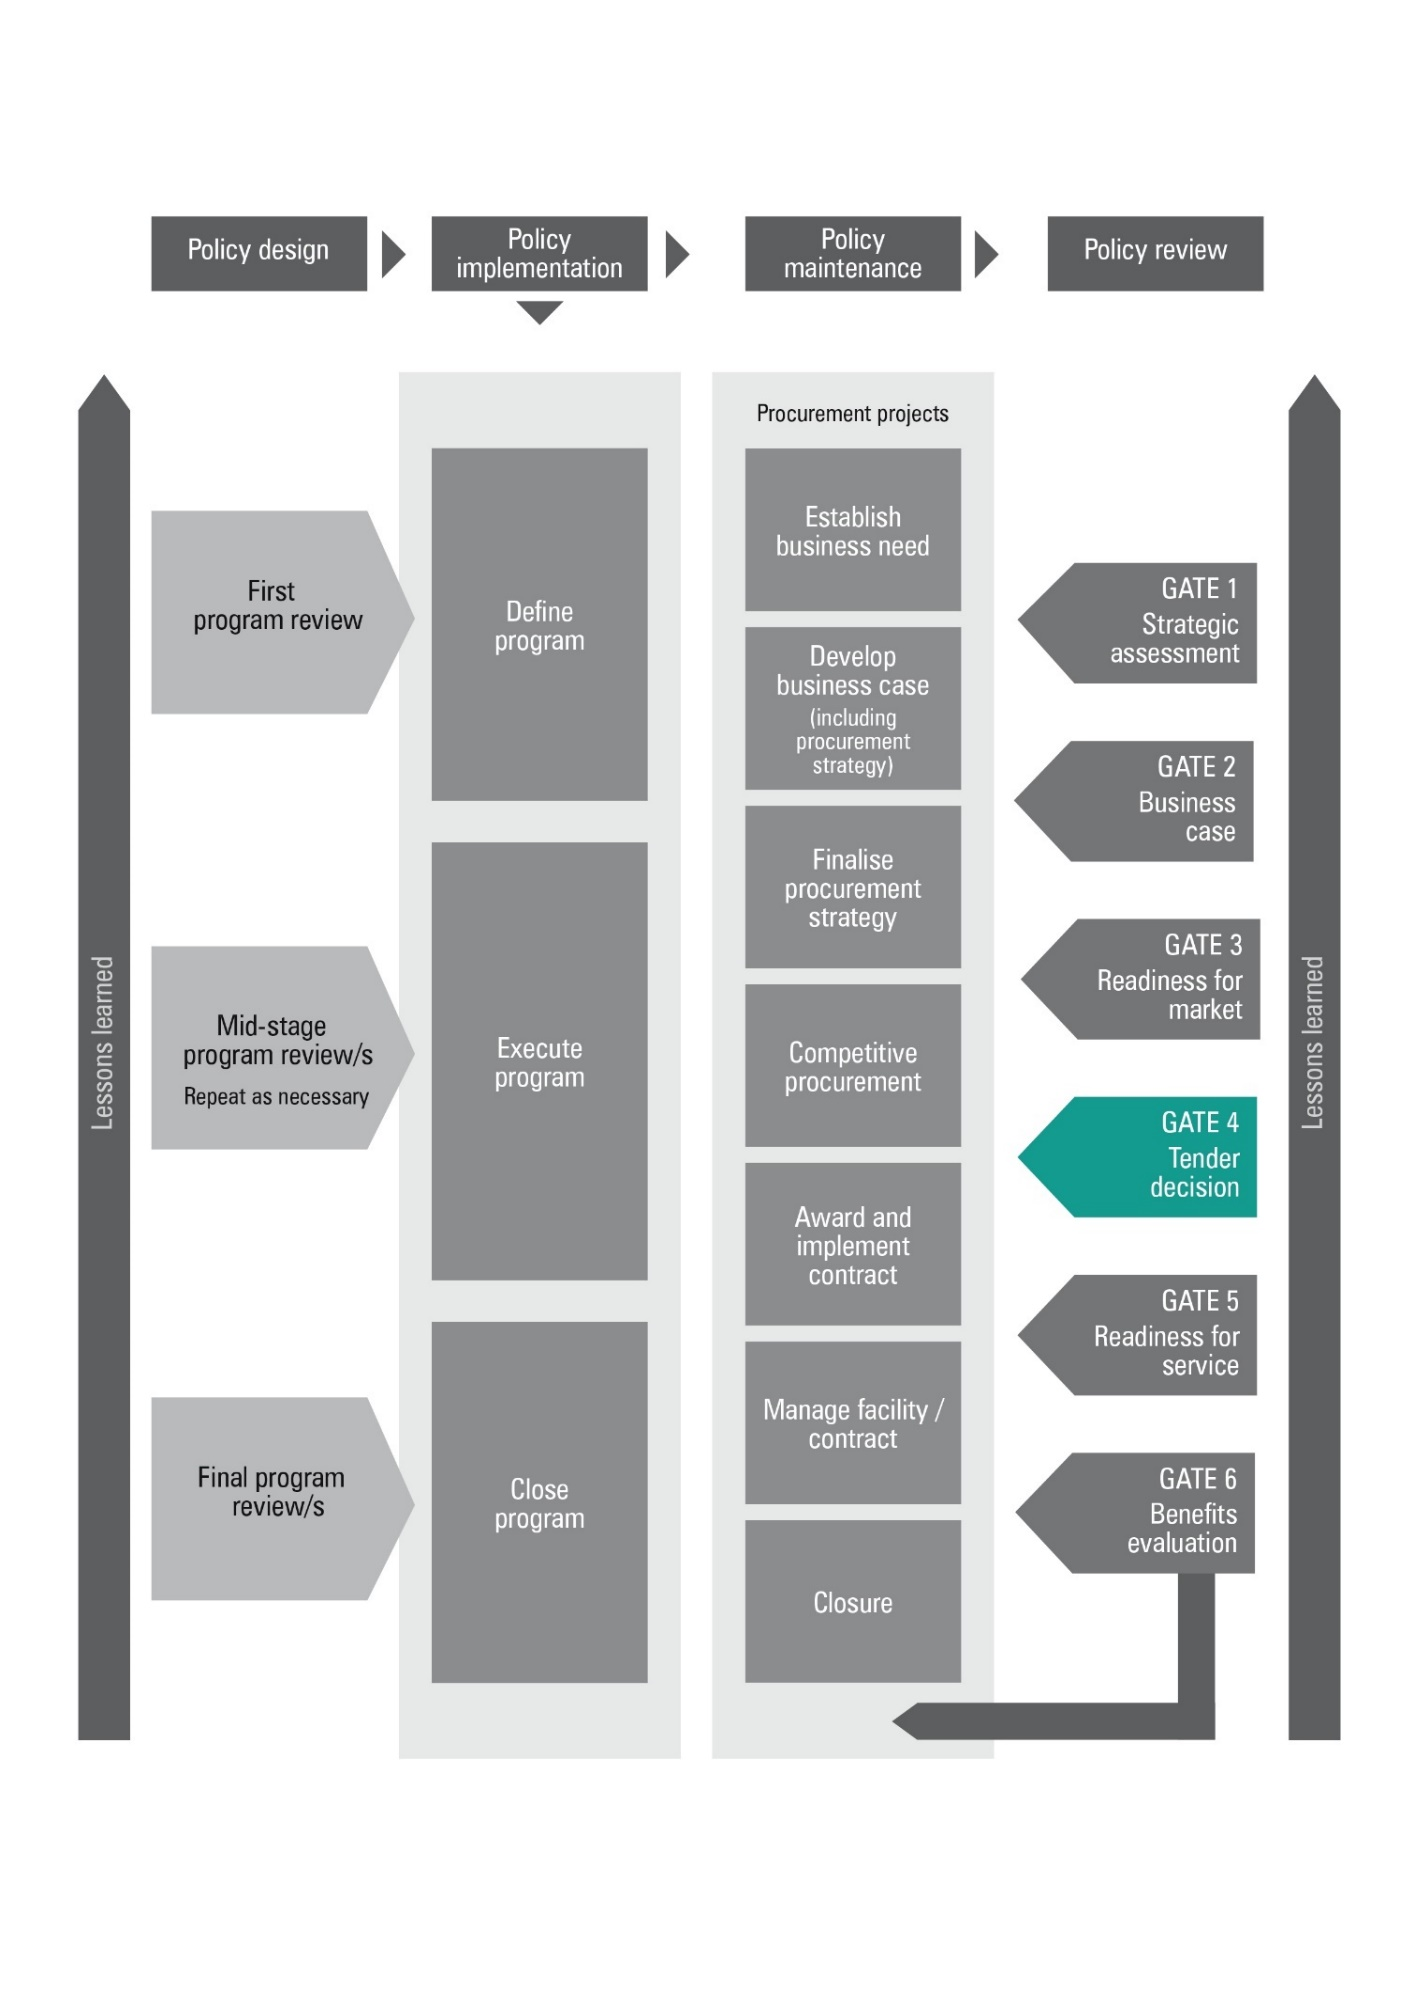 Policy design
Policy
implementation
Policy
maintenance
Policy review
Lessons learned
First
program review
Mid-stage
program review/s
Repeat as necessary
Final program
review/s
Define
program
Execute
program
Close
program
Procurement projects
Establish
business need
Develop
business case
(including
procurement
strategy)
Finalise
procurement
strategy
Competitive
procurement
Award and
implement
contract
Manage facility /
contract
Closure
GATE 1
Strategic
assessment
GATE 2
Business
case
GATE 3
Readiness for
market
GATE 4
Tender
decision
GATE 5
Readiness for
service
GATE 6
Benefits
evaluation
Lessons learned